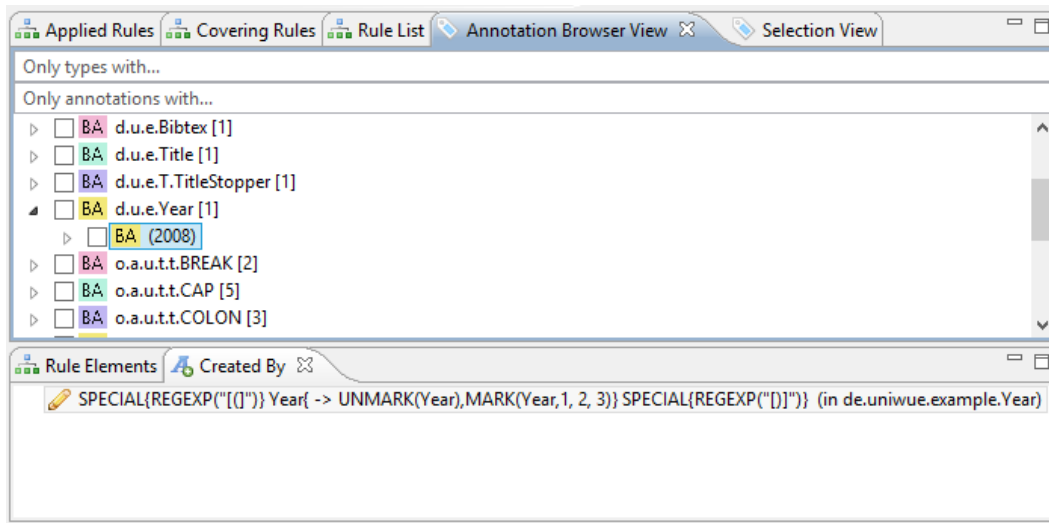 Applied Rules Covering Rules Rule List Annotation Browser View Selection View
Only types with...
Only annotations with...
BA d.u.e.Bibtex [1]
BA d.u.e.Title [1]
BA d.u.e.T.TitleStopper [1]
BA d.u.e.Year [1]
BA (2008)
BA o.a.u.t.t.BREAK [2]
BA o.a.u.t.t.CAP [5]
BA o.a.u.t.t.COLON [3]
Rule Elements Created By
SPECIAL{REGEXP("[(]")} Year{ -> UNMARK(Year),MARK(Year,1, 2, 3)} SPECIAL{REGEXP("[)]")} (in de.uniwue.example.Year)